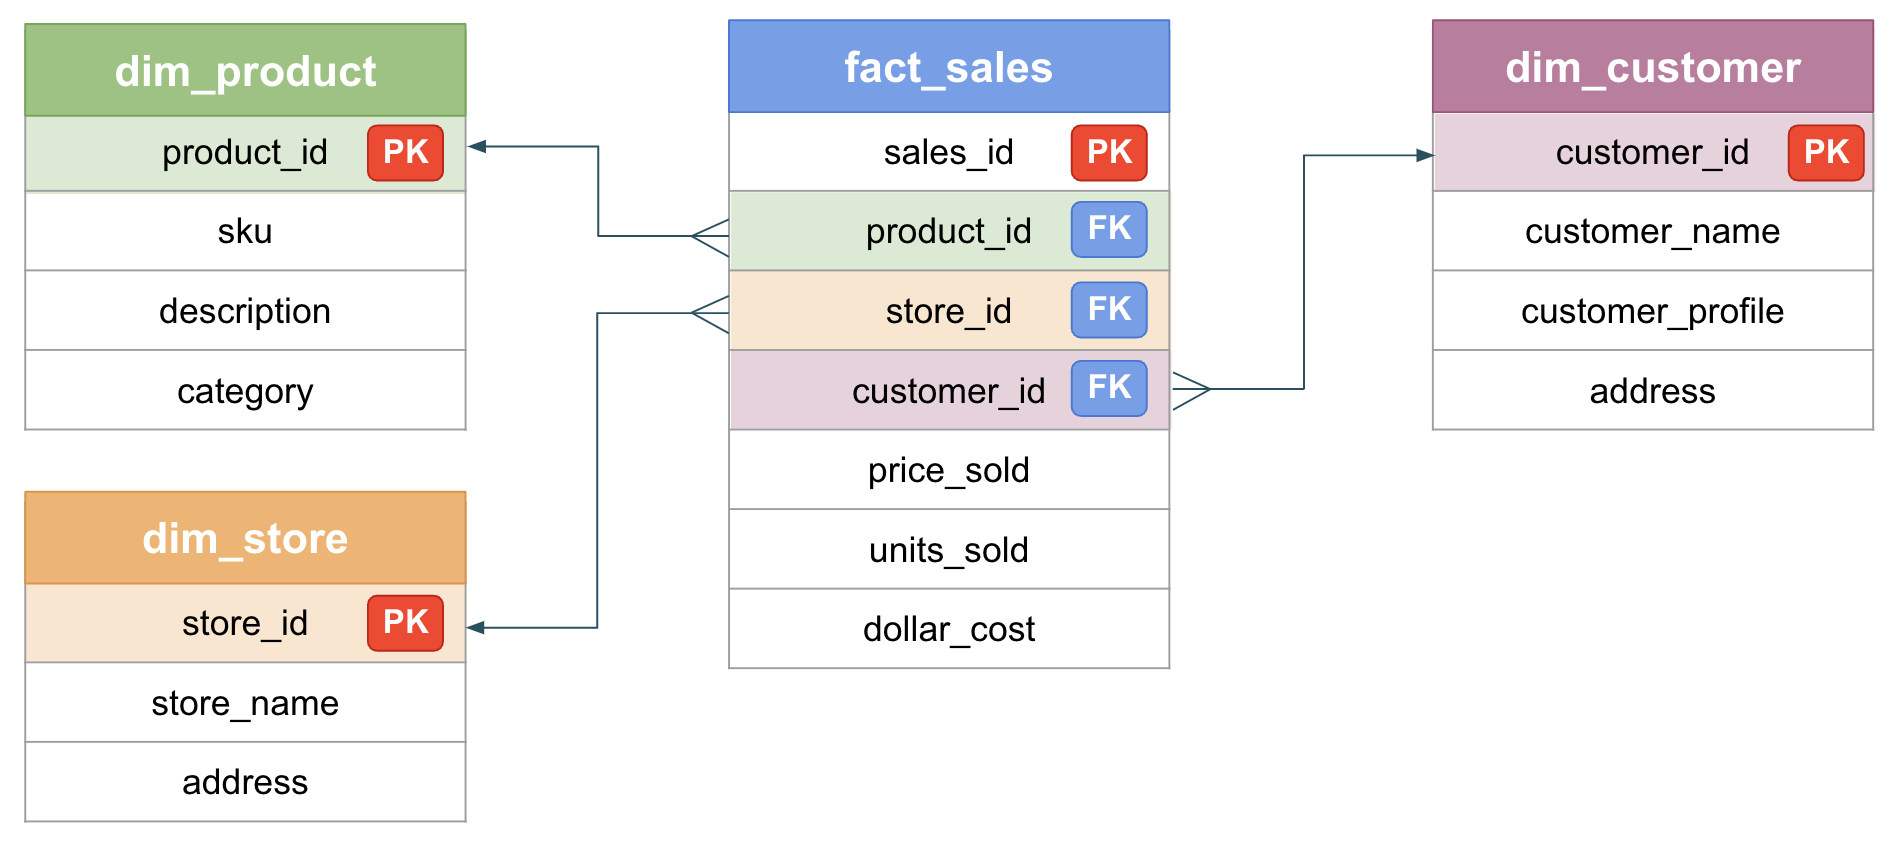 dim_product
product_id PK
sku
description
category
dim_store
store_id PK
store_name
address
fact_sales
sales_id PK
product_id FK
store_id FK
customer_id FK
price_sold
units_sold
dollar_cost
dim_customer
customer_id PK
customer_name
customer_profile
address